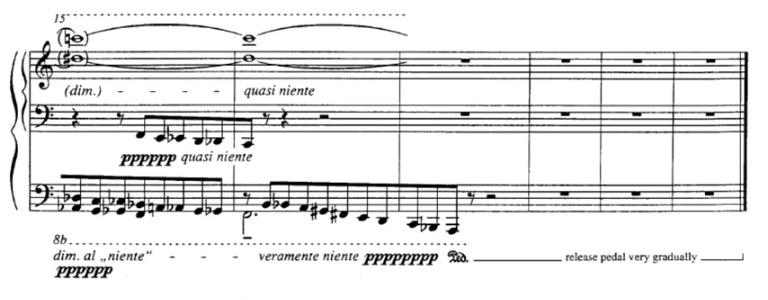 15
(dim.) - - - - quasi niente
pppppp quasi niente
8b
dim. al „niente“ - - - veramente niente pppppppp Ped. release pedal very gradually
pppppp